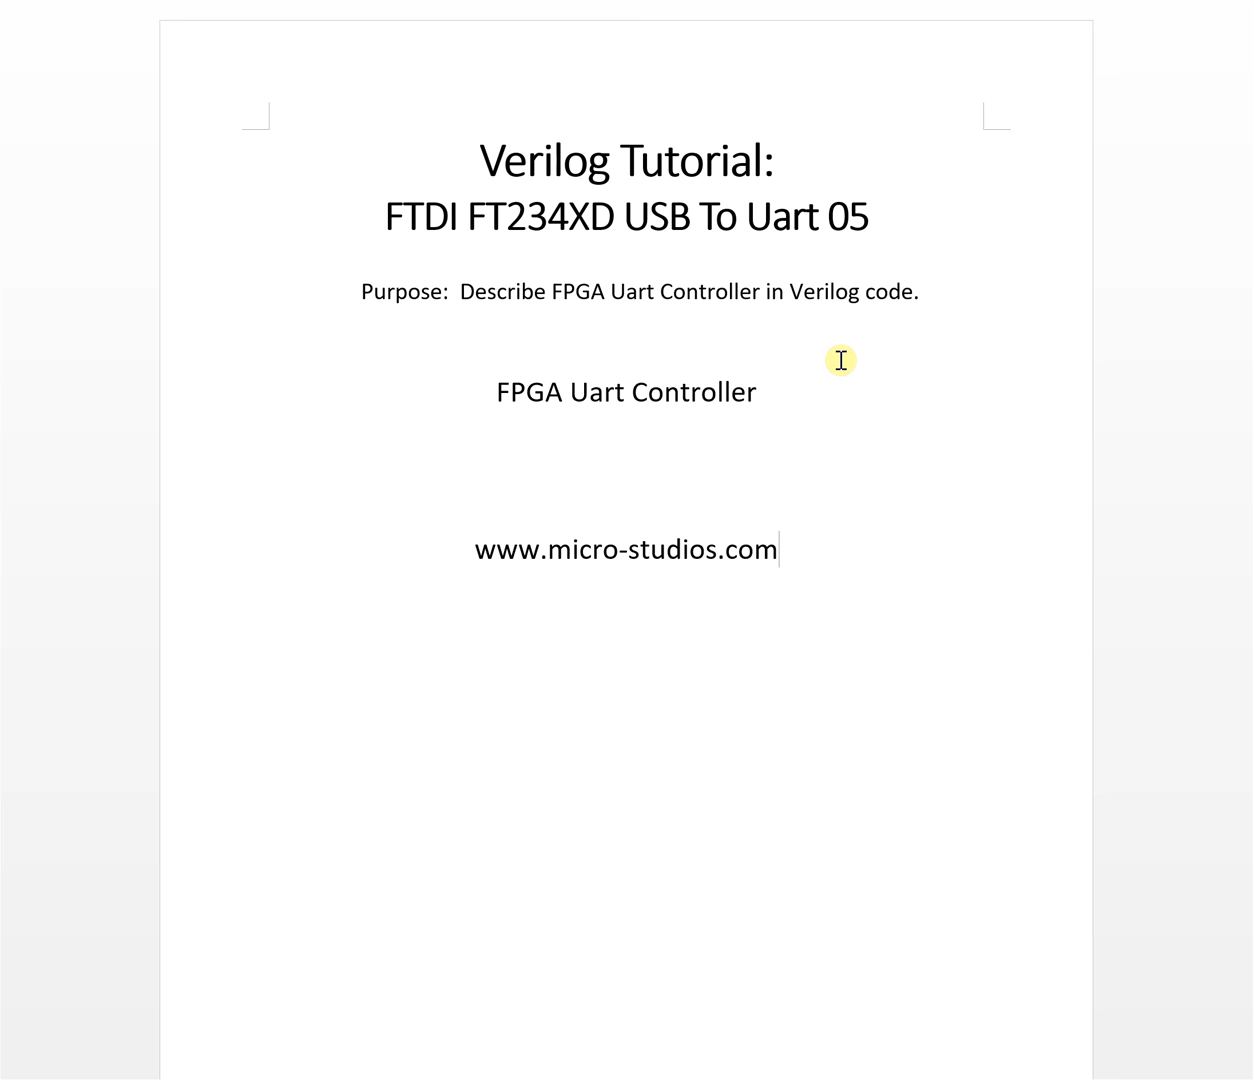 Verilog Tutorial:
FTDI FT234XD USB To Uart 05
Purpose:  Describe FPGA Uart Controller in Verilog code.
FPGA Uart Controller
www.micro-studios.com